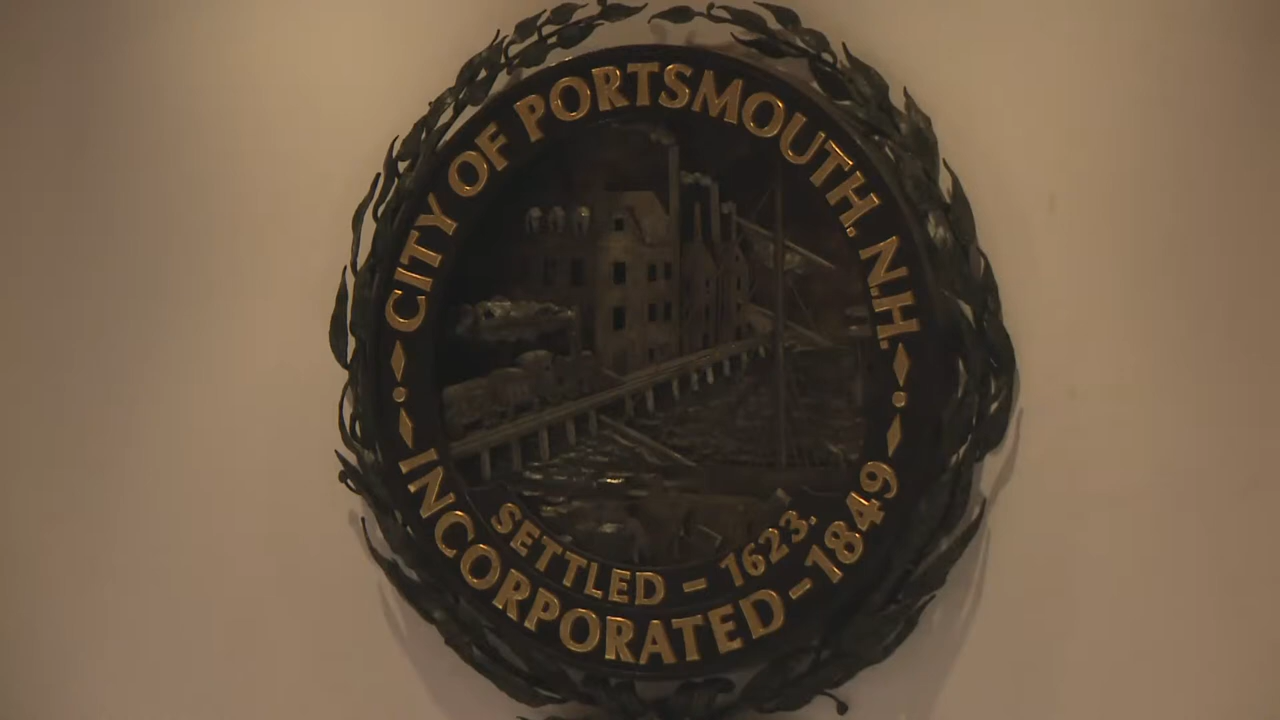 CITY OF PORTSMOUTH. N.H.
SETTLED – 1623.
INCORPORATED – 1849